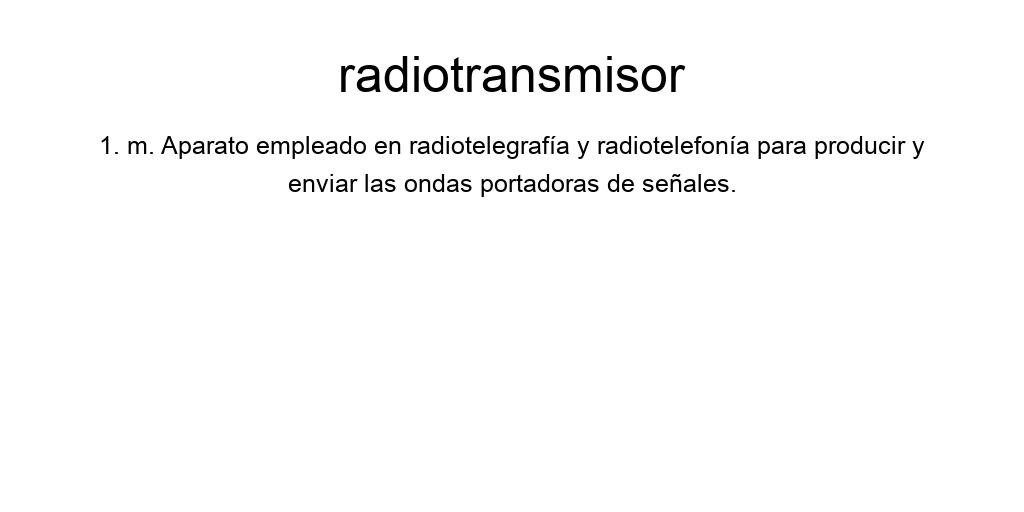 radiotransmisor
1. m. Aparato empleado en radiotelegrafía y radiotelefonía para producir y
enviar las ondas portadoras de señales.